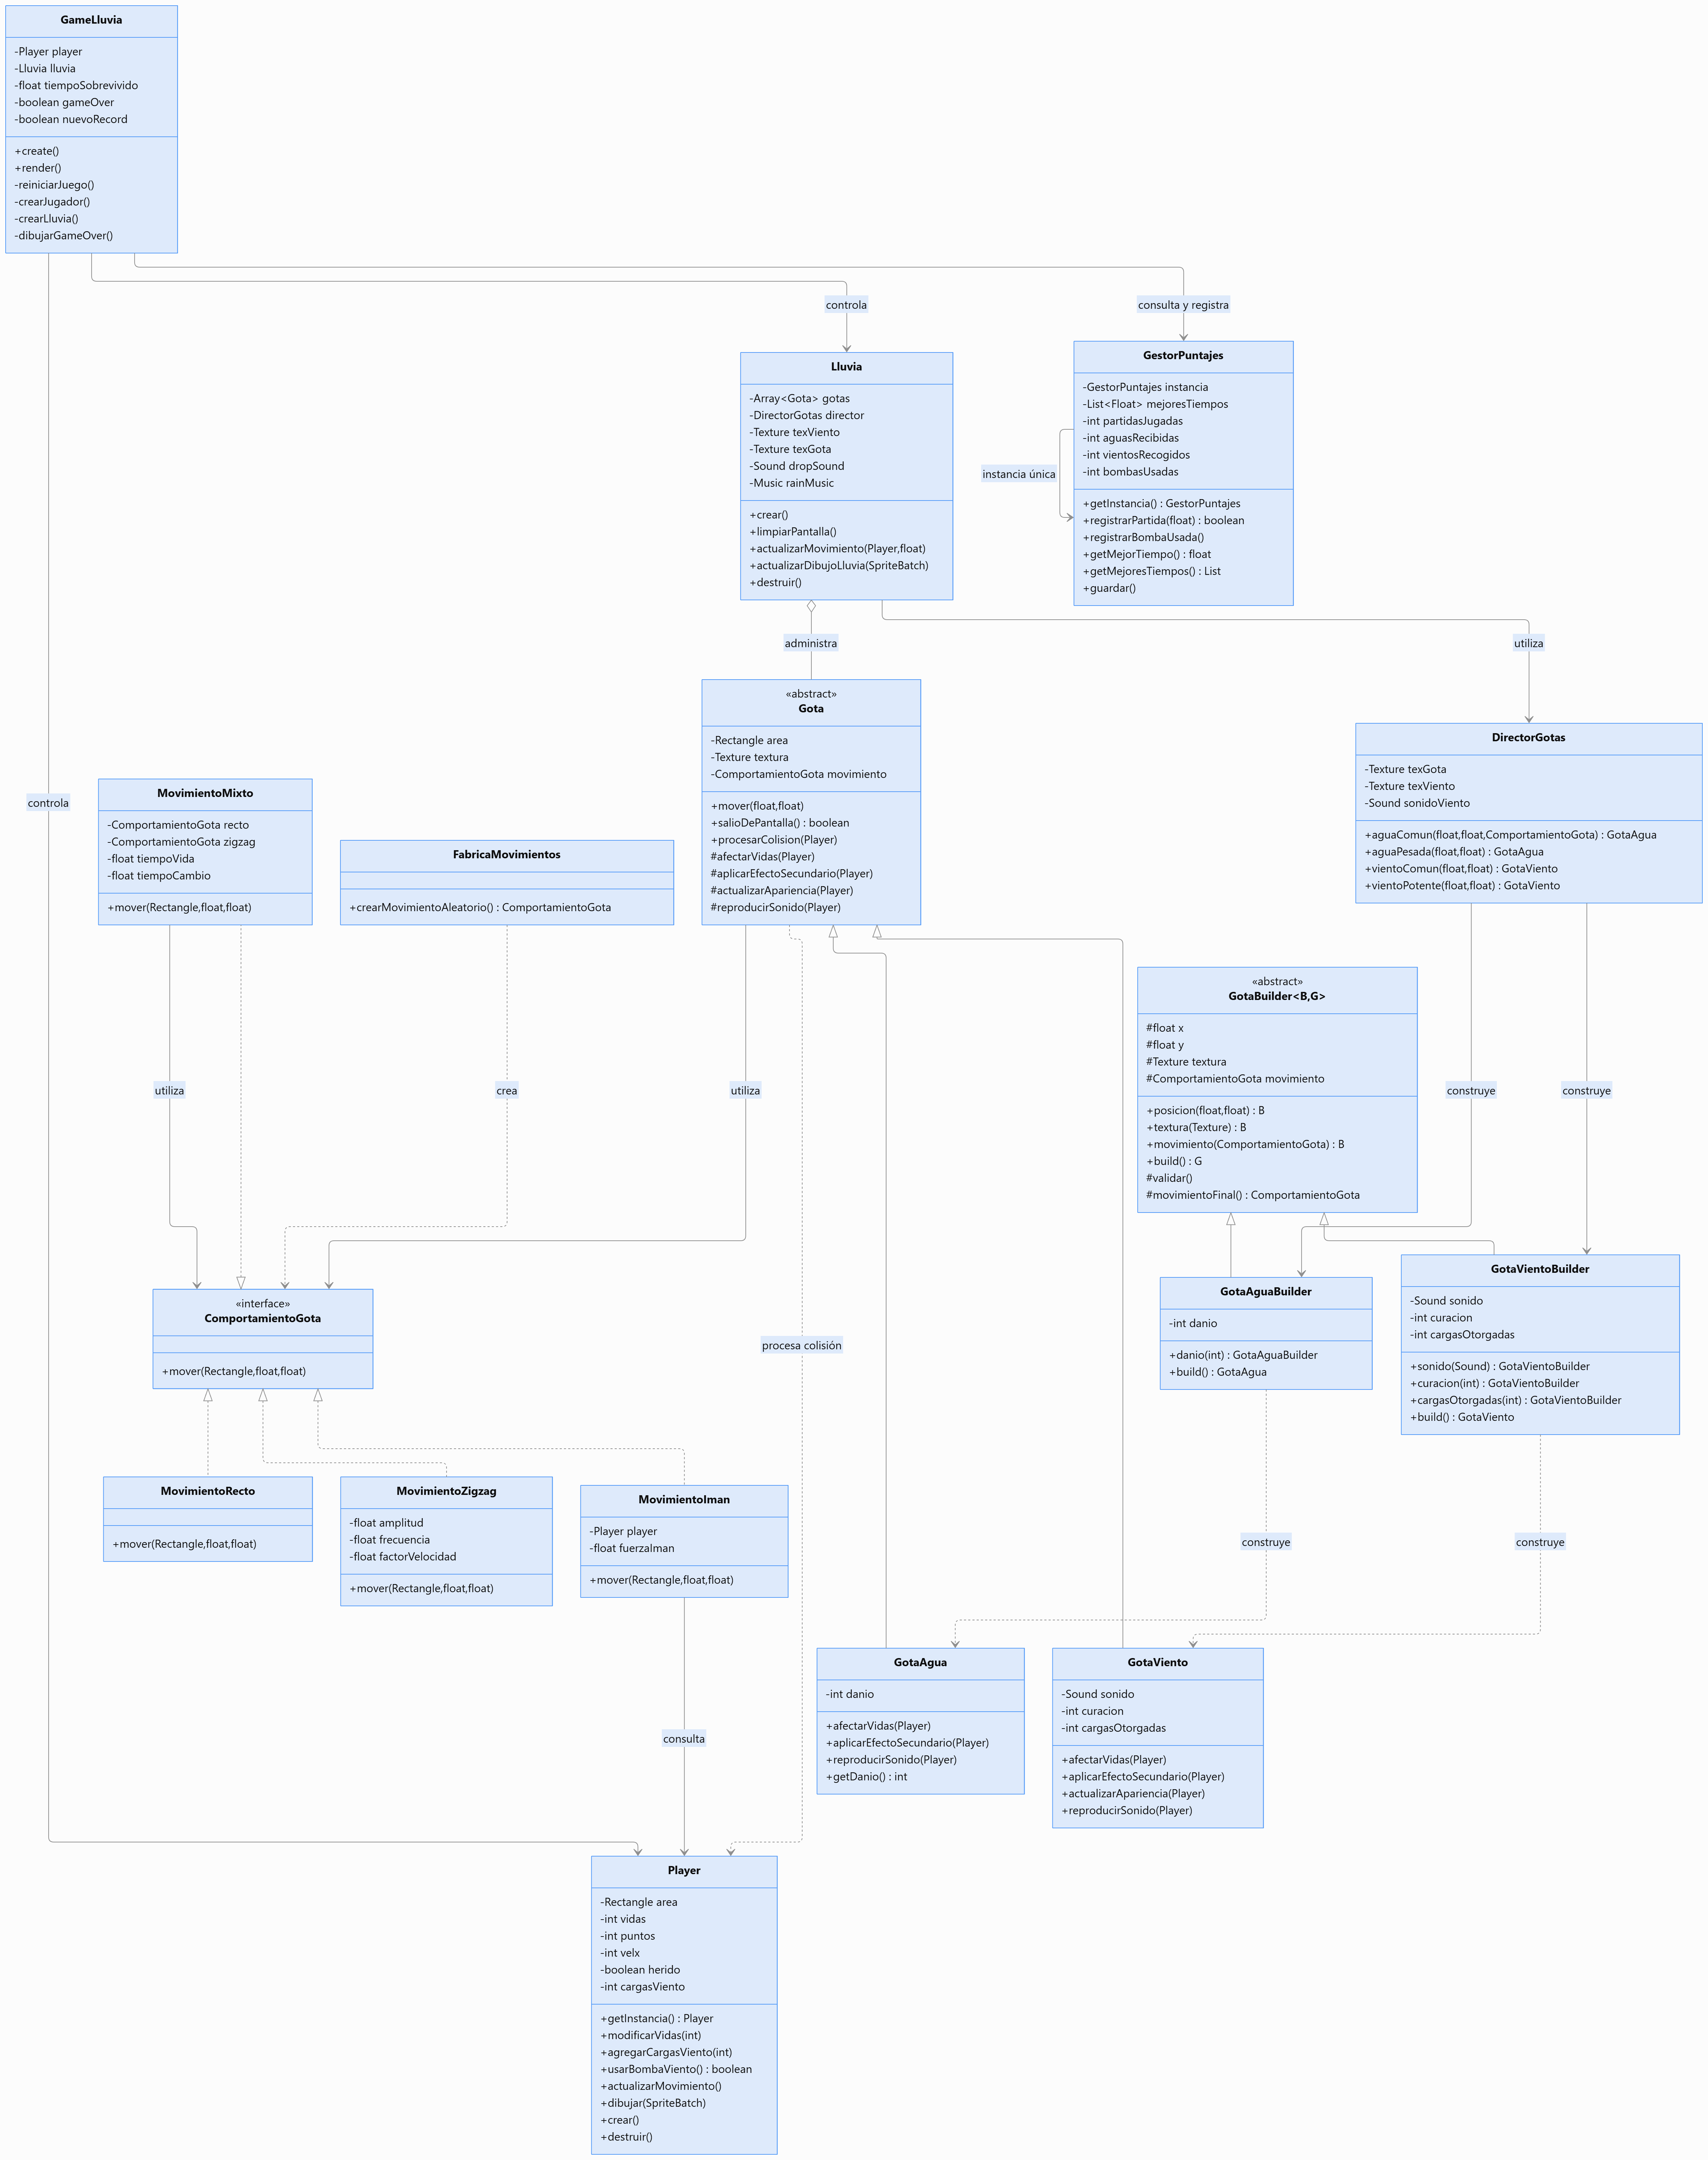 GameLluvia
-Player player
-Lluvia lluvia
-float tiempoSobrevivido
-boolean gameOver
-boolean nuevoRecord
+create()
+render()
-reiniciarJuego()
-crearJugador()
-crearLluvia()
-dibujarGameOver()
controla
consulta y registra
Lluvia
-Array<Gota> gotas
-DirectorGotas director
-Texture texViento
-Texture texGota
-Sound dropSound
-Music rainMusic
+crear()
+limpiarPantalla()
+actualizarMovimiento(Player,float)
+actualizarDibujoLluvia(SpriteBatch)
+destruir()
GestorPuntajes
-GestorPuntajes instancia
-List<Float> mejoresTiempos
-int partidasJugadas
-int aguasRecibidas
-int vientosRecogidos
-int bombasUsadas
+getInstancia() : GestorPuntajes
+registrarPartida(float) : boolean
+registrarBombaUsada()
+getMejorTiempo() : float
+getMejoresTiempos() : List
+guardar()
instancia única
administra
utiliza
«abstract»
Gota
-Rectangle area
-Texture textura
-ComportamientoGota movimiento
+mover(float,float)
+salioDePantalla() : boolean
+procesarColision(Player)
#afectarVidas(Player)
#aplicarEfectoSecundario(Player)
#actualizarApariencia(Player)
#reproducirSonido(Player)
DirectorGotas
-Texture texGota
-Texture texViento
-Sound sonidoViento
+aguaComun(float,float,ComportamientoGota) : GotaAgua
+aguaPesada(float,float) : GotaAgua
+vientoComun(float,float) : GotaViento
+vientoPotente(float,float) : GotaViento
controla
MovimientoMixto
-ComportamientoGota recto
-ComportamientoGota zigzag
-float tiempoVida
-float tiempoCambio
+mover(Rectangle,float,float)
FabricaMovimientos
+crearMovimientoAleatorio() : ComportamientoGota
«abstract»
GotaBuilder<B,G>
#float x
#float y
#Texture textura
#ComportamientoGota movimiento
+posicion(float,float) : B
+textura(Texture) : B
+movimiento(ComportamientoGota) : B
+build() : G
#validar()
#movimientoFinal() : ComportamientoGota
utiliza
crea
utiliza
construye
construye
«interface»
ComportamientoGota
+mover(Rectangle,float,float)
procesa colisión
GotaAguaBuilder
-int danio
+danio(int) : GotaAguaBuilder
+build() : GotaAgua
GotaVientoBuilder
-Sound sonido
-int curacion
-int cargasOtorgadas
+sonido(Sound) : GotaVientoBuilder
+curacion(int) : GotaVientoBuilder
+cargasOtorgadas(int) : GotaVientoBuilder
+build() : GotaViento
MovimientoRecto
+mover(Rectangle,float,float)
MovimientoZigzag
-float amplitud
-float frecuencia
-float factorVelocidad
+mover(Rectangle,float,float)
MovimientoIman
-Player player
-float fuerzaIman
+mover(Rectangle,float,float)
construye
construye
GotaAgua
-int danio
+afectarVidas(Player)
+aplicarEfectoSecundario(Player)
+reproducirSonido(Player)
+getDanio() : int
GotaViento
-Sound sonido
-int curacion
-int cargasOtorgadas
+afectarVidas(Player)
+aplicarEfectoSecundario(Player)
+actualizarApariencia(Player)
+reproducirSonido(Player)
consulta
Player
-Rectangle area
-int vidas
-int puntos
-int velx
-boolean herido
-int cargasViento
+getInstancia() : Player
+modificarVidas(int)
+agregarCargasViento(int)
+usarBombaViento() : boolean
+actualizarMovimiento()
+dibujar(SpriteBatch)
+crear()
+destruir()